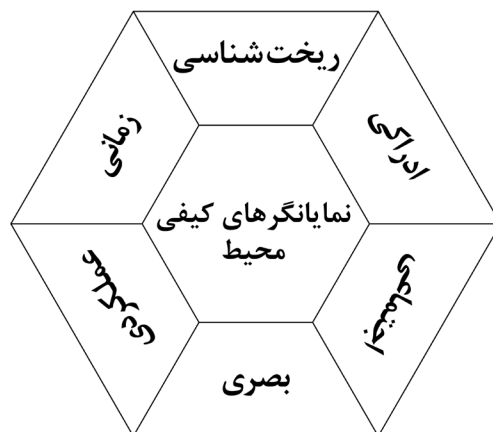 ریخت‌شناسی
ادراکی
اجتماعی
بصری
عملکردی
زمانی
نمایانگرهای کیفی
محیط